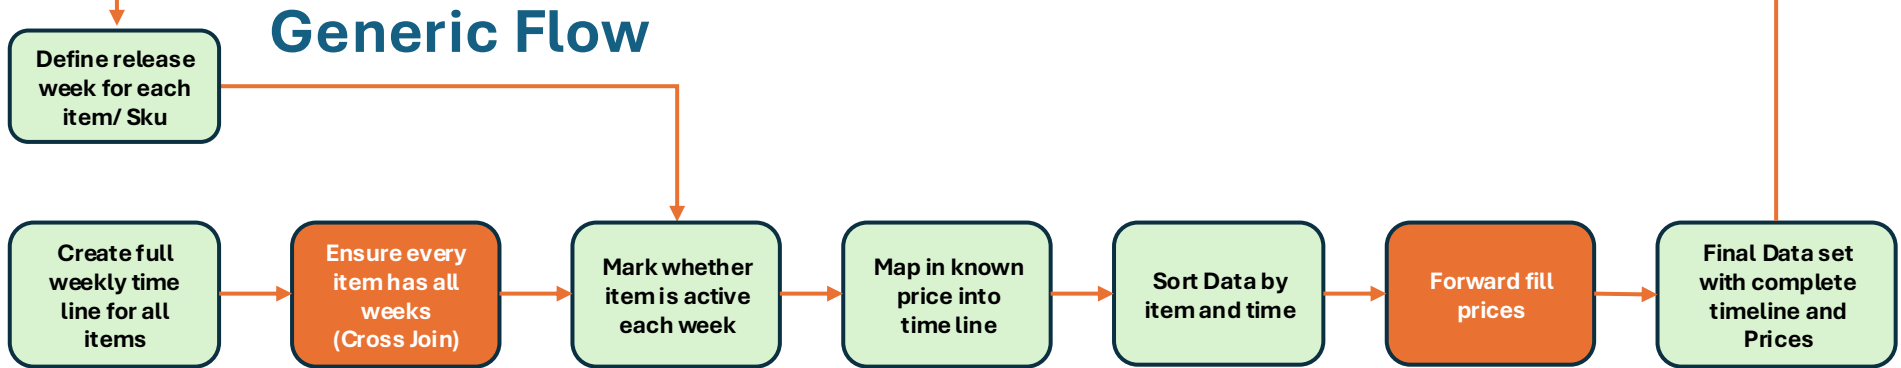 Generic Flow
Define release
week for each
item/ Sku
Create full
weekly time
line for all
items
Ensure every
item has all
weeks
(Cross Join)
Mark whether
item is active
each week
Map in known
price into
time line
Sort Data by
item and time
Forward fill
prices
Final Data set
with complete
timeline and
Prices